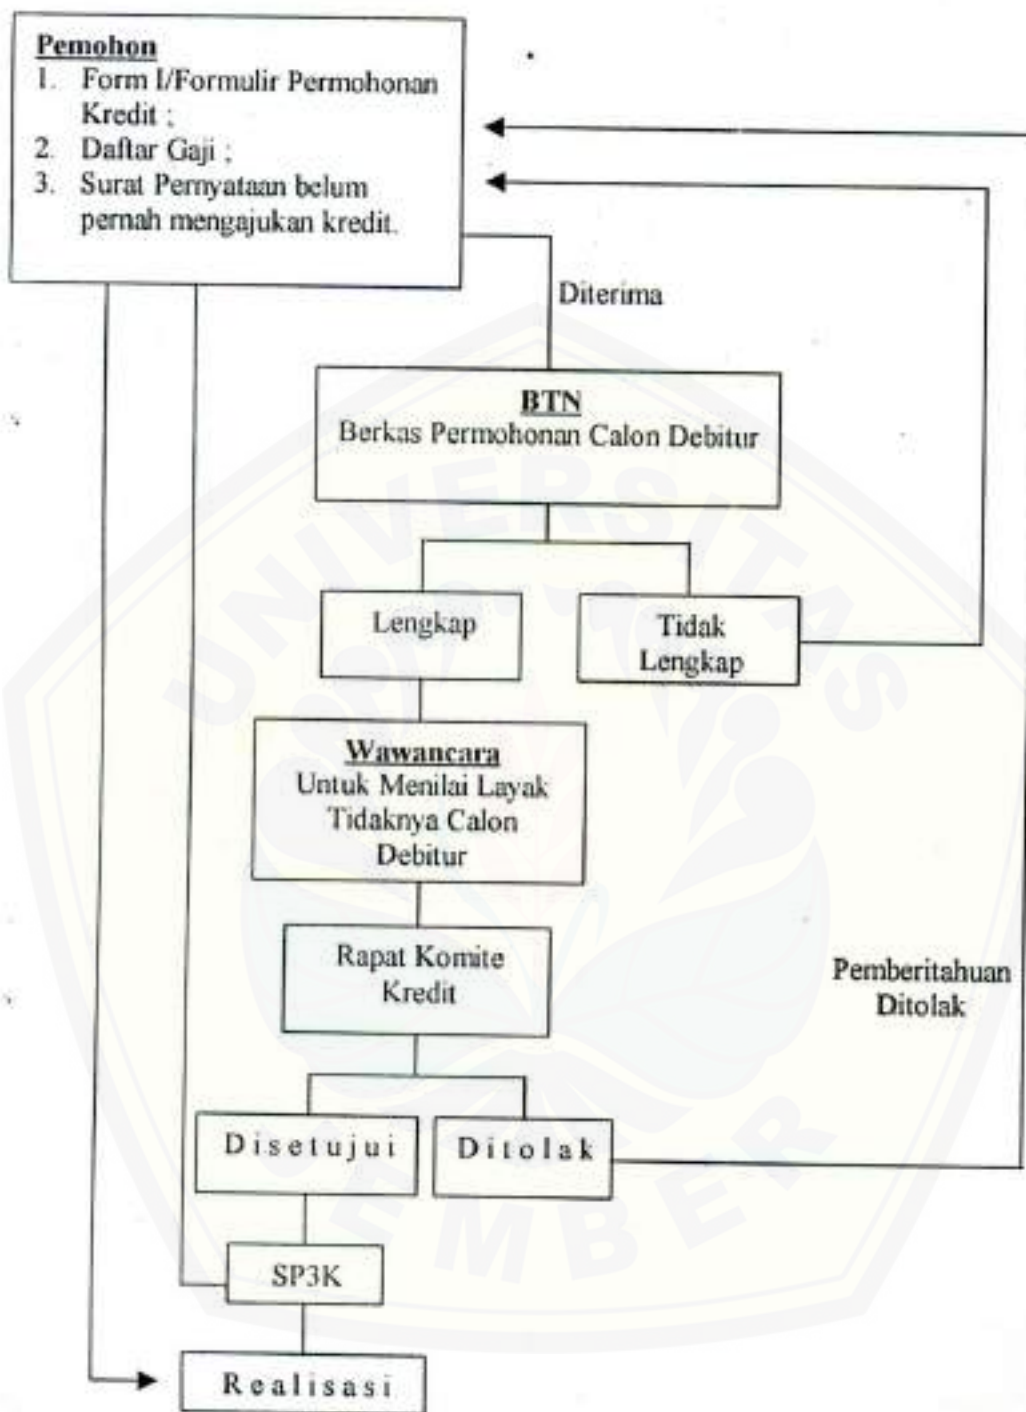 Pemohon
1. Form I/Formulir Permohonan
Kredit ;
2. Daftar Gaji ;
3. Surat Pernyataan belum
pernah mengajukan kredit.
Diterima
BTN
Berkas Permohonan Calon Debitur
Lengkap
Tidak
Lengkap
Wawancara
Untuk Menilai Layak
Tidaknya Calon
Debitur
Rapat Komite
Kredit
Pemberitahuan
Ditolak
Disetujui
Ditolak
SP3K
Realisasi
UNIVERSITAS
JEMBER